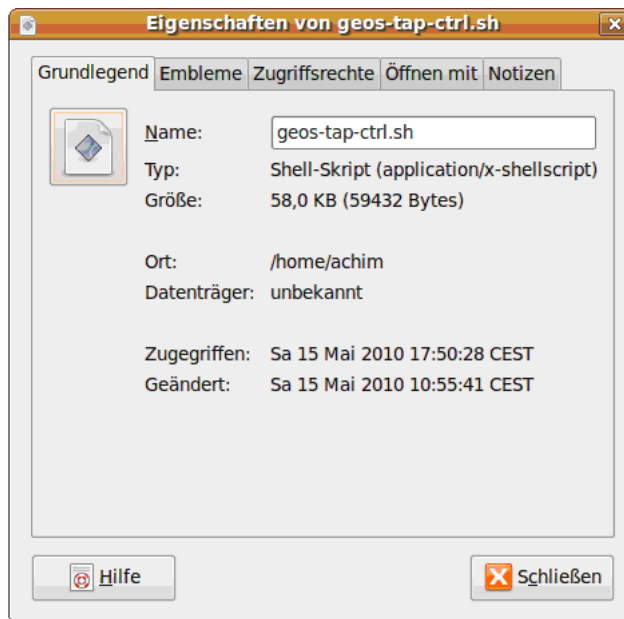 Eigenschaften von geos-tap-ctrl.sh
Grundlegend Embleme Zugriffsrechte Öffnen mit Notizen
Name: geos-tap-ctrl.sh
Typ: Shell-Skript (application/x-shellscript)
Größe: 58,0 KB (59432 Bytes)
Ort: /home/achim
Datenträger: unbekannt
Zugegriffen: Sa 15 Mai 2010 17:50:28 CEST
Geändert: Sa 15 Mai 2010 10:55:41 CEST
Hilfe Schließen